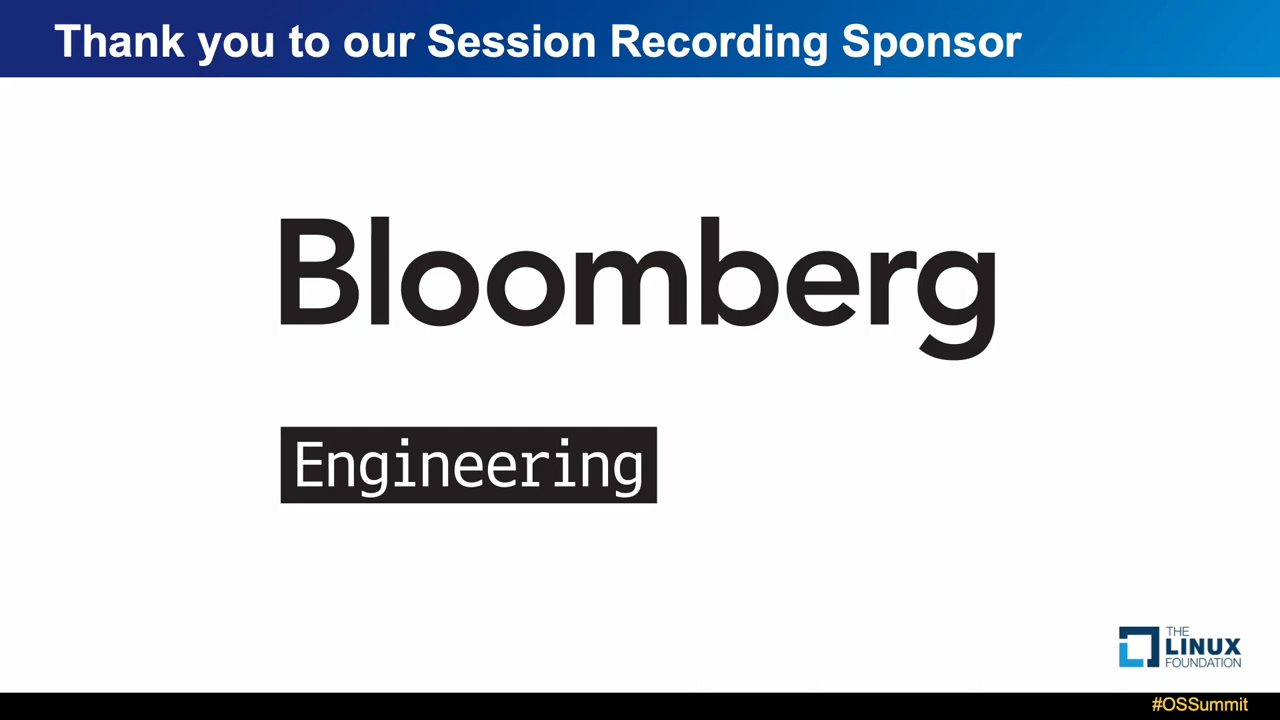 Thank you to our Session Recording Sponsor
Bloomberg
Engineering
THE
LINUX
FOUNDATION
#OSSummit